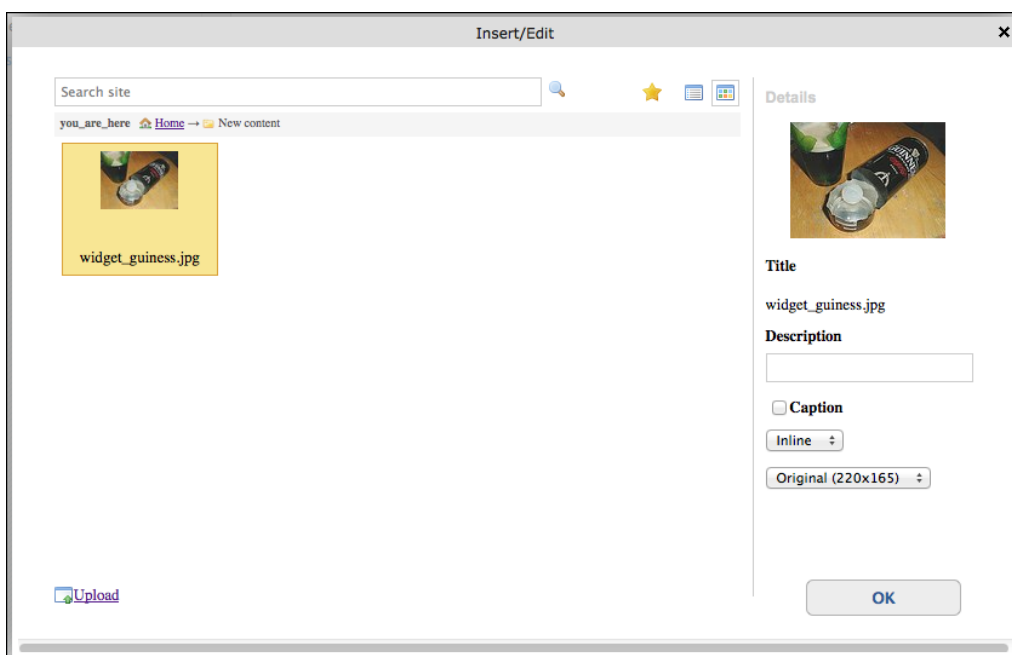 Insert/Edit
Search site
Details
you_are_here Home → New content
GUINNESS
widget_guiness.jpg
Title
widget_guiness.jpg
Description
Caption
Inline
Original (220x165)
Upload
OK